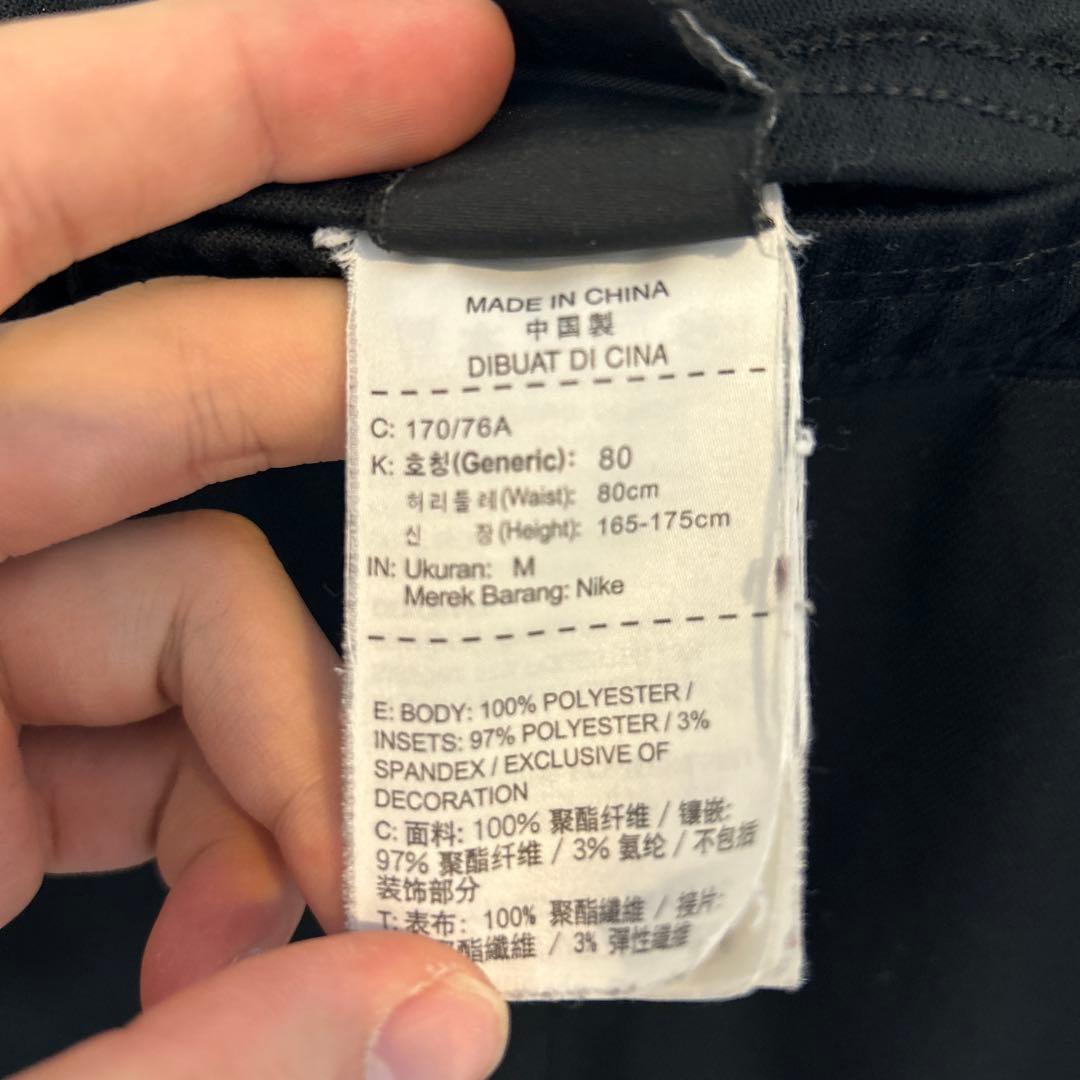 MADE IN CHINA
中国製
DIBUAT DI CINA
C: 170/76A
K: 호칭(Generic): 80
허리둘레(Waist): 80cm
신 장(Height): 165-175cm
IN: Ukuran: M
Merek Barang: Nike
E: BODY: 100% POLYESTER /
INSETS: 97% POLYESTER / 3%
SPANDEX / EXCLUSIVE OF
DECORATION
C: 面料: 100% 聚酯纤维 / 镶嵌:
97% 聚酯纤维 / 3% 氨纶 / 不包括
装饰部分
T: 表布: 100% 聚酯纖維 / 接片:
聚酯纖維 / 3% 彈性纖維